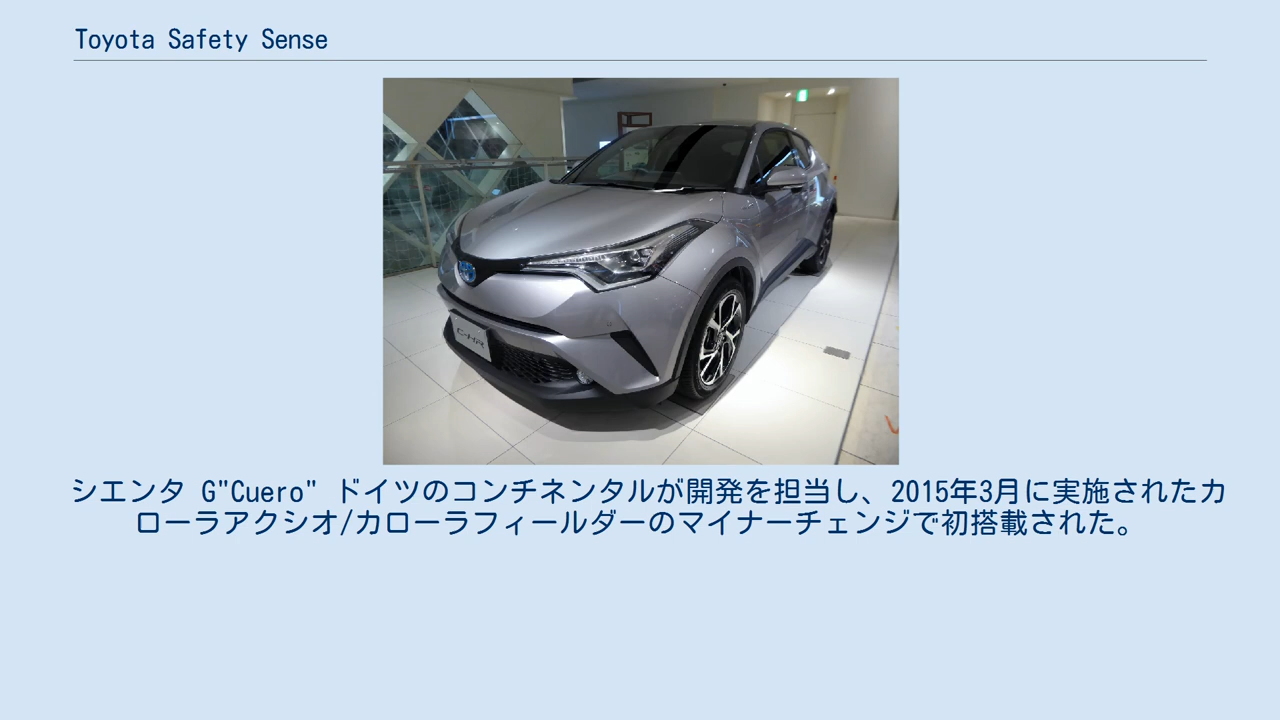 Toyota Safety Sense
C-HR
シエンタ G"Cuero" ドイツのコンチネンタルが開発を担当し、2015年3月に実施されたカ
ローラアクシオ/カローラフィールダーのマイナーチェンジで初搭載された。